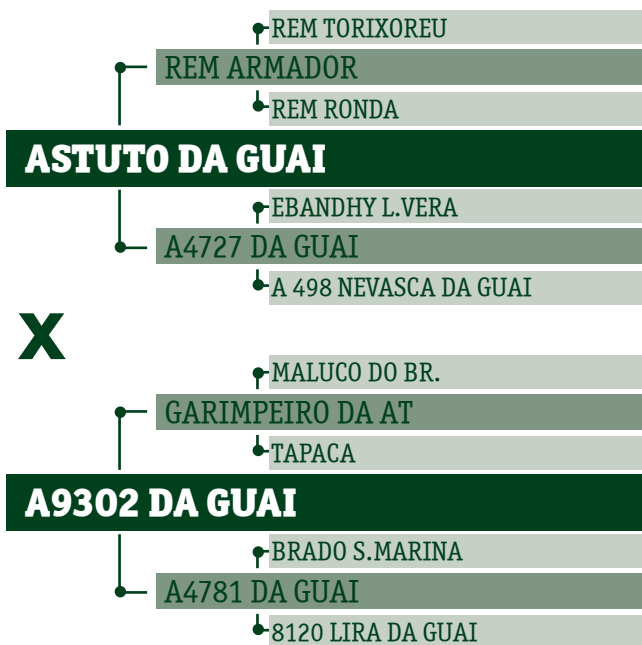 REM TORIXOREU
REM ARMADOR
REM RONDA
ASTUTO DA GUAI
EBANDHY L.VERA
A4727 DA GUAI
A 498 NEVASCA DA GUAI
X
MALUCO DO BR.
GARIMPEIRO DA AT
TAPACA
A9302 DA GUAI
BRADO S.MARINA
A4781 DA GUAI
8120 LIRA DA GUAI